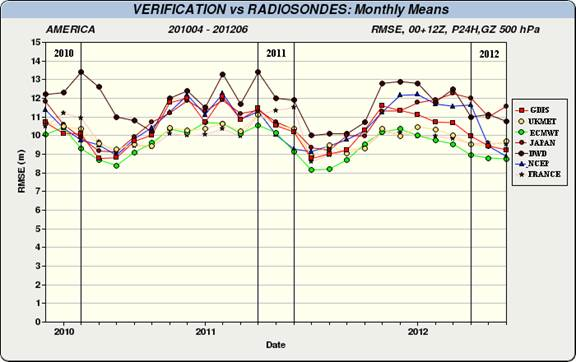 VERIFICATION vs RADIOSONDES: Monthly Means
AMERICA 201004 - 201206 RMSE, 00+12Z, P24H,GZ 500 hPa
2010 2011 2012
RMSE (m)
15
14
13
12
11
10
9
8
7
6
5
4
3
2
1
0
GDPS
UKMET
ECMWF
JAPAN
DWD
NCEP
FRANCE
2010 2011 2012
Date